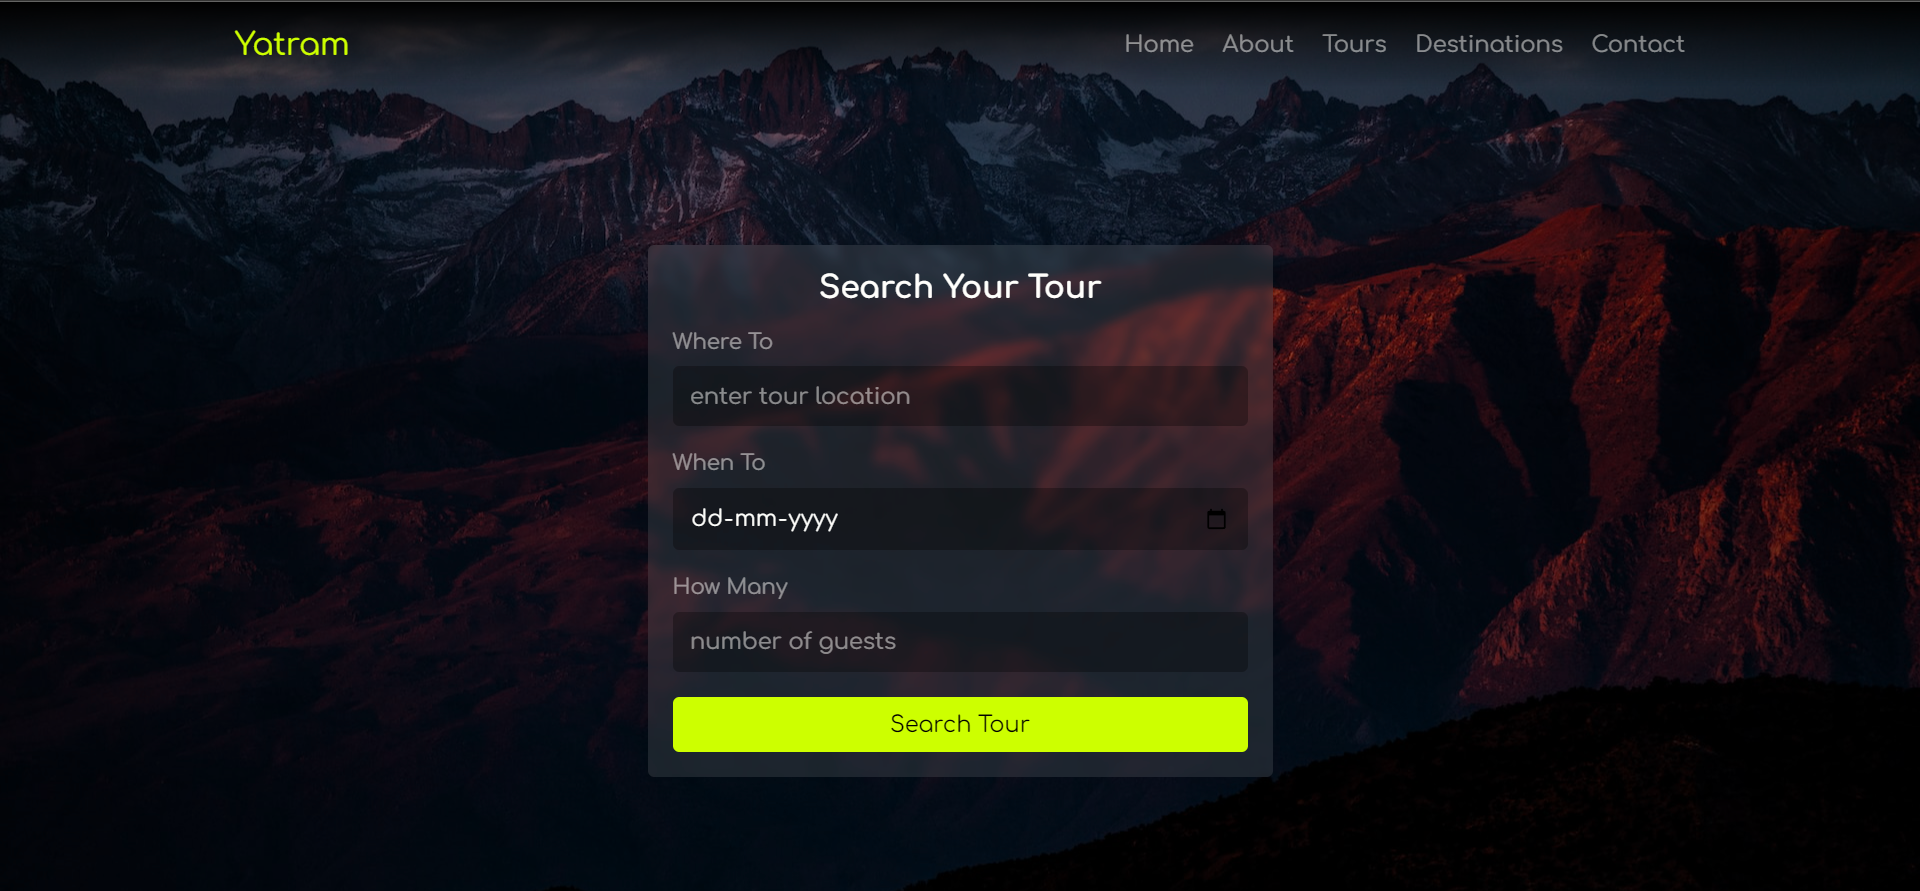 Yatram
Home About Tours Destinations Contact
Search Your Tour
Where To
enter tour location
When To
dd-mm-yyyy
How Many
number of guests
Search Tour